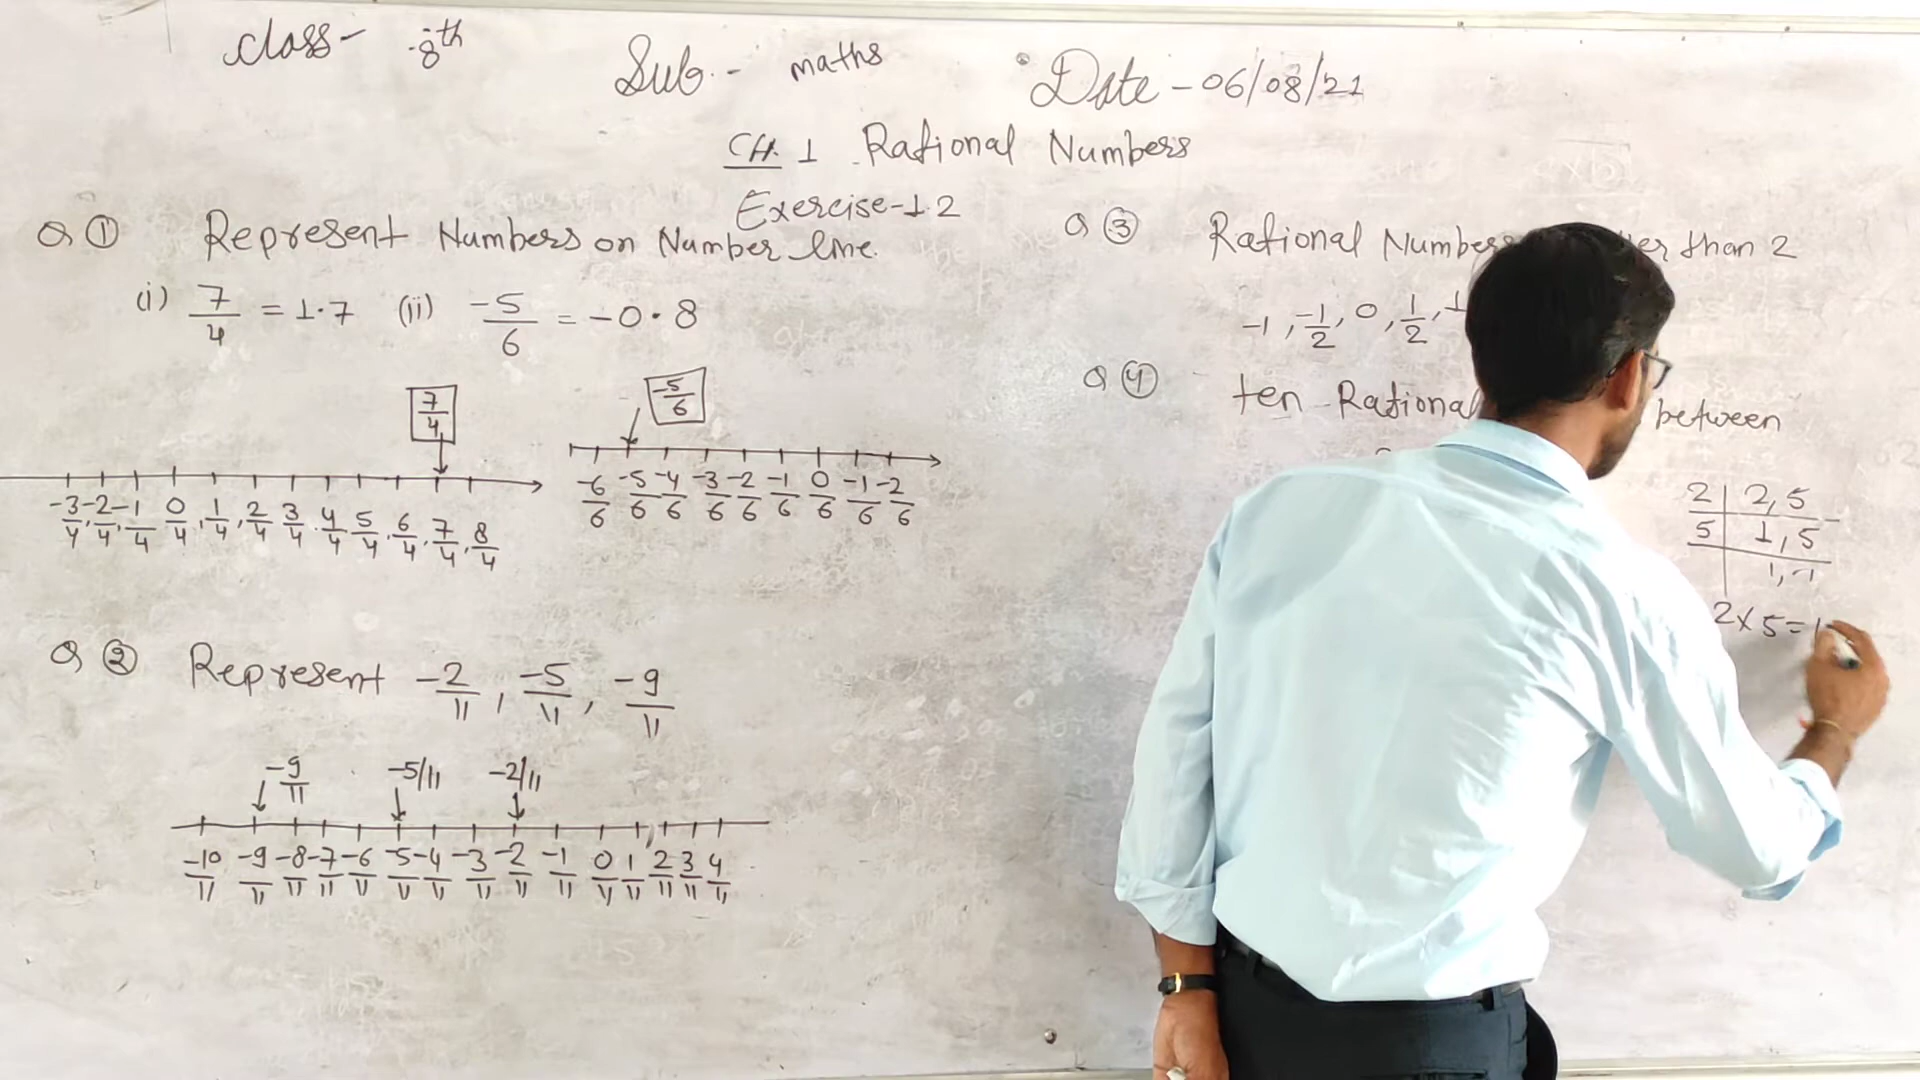 class- 8th Sub.- maths Date-06/08/21
CH. 1 Rational Numbers
Exercise-1.2
Q ① Represent Numbers on Number line.
(i) 7/4 = 1.7 (ii) -5/6 = -0.8
7/4
-3/4, -2/4, -1/4 0/4, 1/4, 2/4 3/4 4/4 5/4, 6/4, 7/4, 8/4
-5/6
-6/6 -5/6 -4/6 -3/6 -2/6 -1/6 0/6 -1/6 -2/6
Q ② Represent -2/11, -5/11, -9/11
-9/11 -5/11 -2/11
-10/11 -9/11 -8/11 -7/11 -6/11 -5/11 -4/11 -3/11 -2/11 -1/11 0/11 1/11 2/11 3/11 4/11
Q ③ Rational Numbers than 2
-1, -1/2, 0, 1/2, 1
Q ④ ten Rational between
2 | 2, 5
5 | 1, 5
1, 1
2 x 5 =